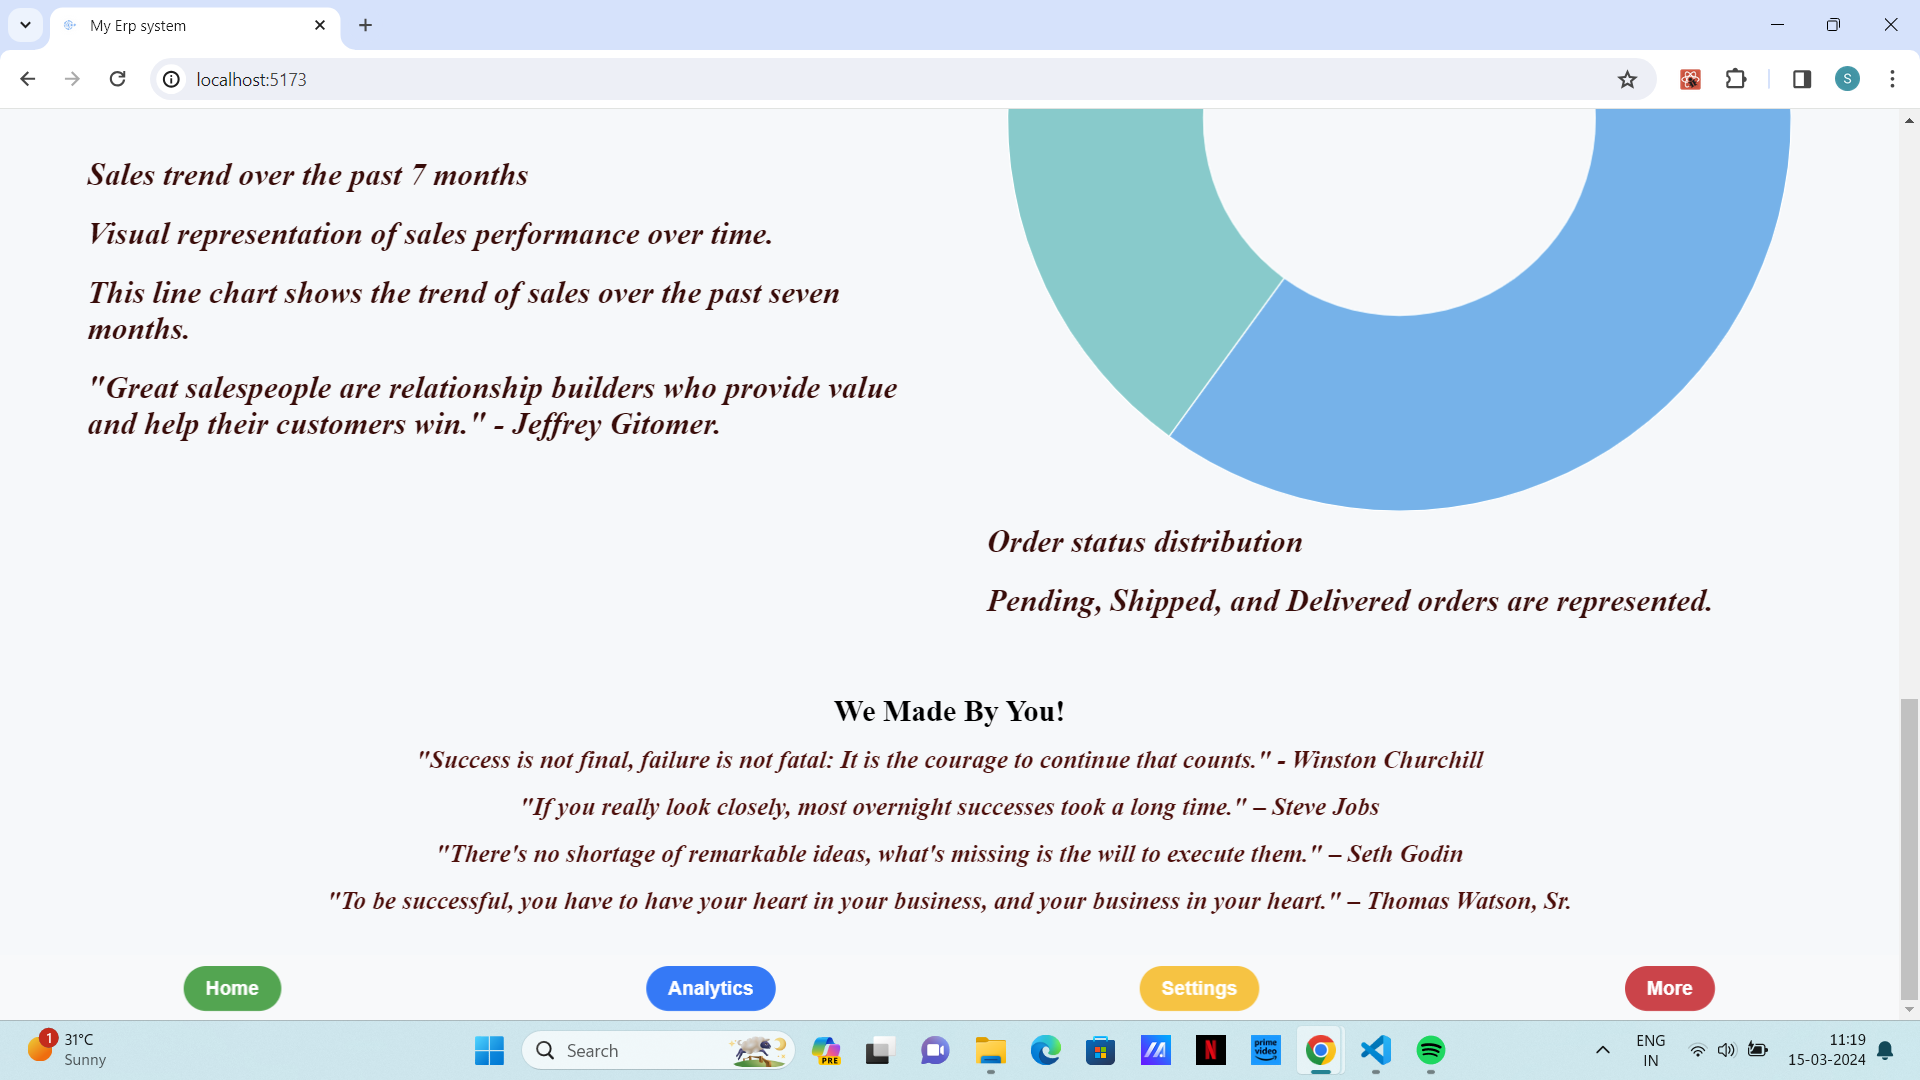 My Erp system
localhost:5173
S
Sales trend over the past 7 months
Visual representation of sales performance over time.
This line chart shows the trend of sales over the past seven
months.
"Great salespeople are relationship builders who provide value
and help their customers win." - Jeffrey Gitomer.
Order status distribution
Pending, Shipped, and Delivered orders are represented.
We Made By You!
"Success is not final, failure is not fatal: It is the courage to continue that counts." - Winston Churchill
"If you really look closely, most overnight successes took a long time." – Steve Jobs
"There's no shortage of remarkable ideas, what's missing is the will to execute them." – Seth Godin
"To be successful, you have to have your heart in your business, and your business in your heart." – Thomas Watson, Sr.
Home
Analytics
Settings
More
1
31°C
Sunny
Search
PRE
N
prime
video
ENG
IN
11:19
15-03-2024